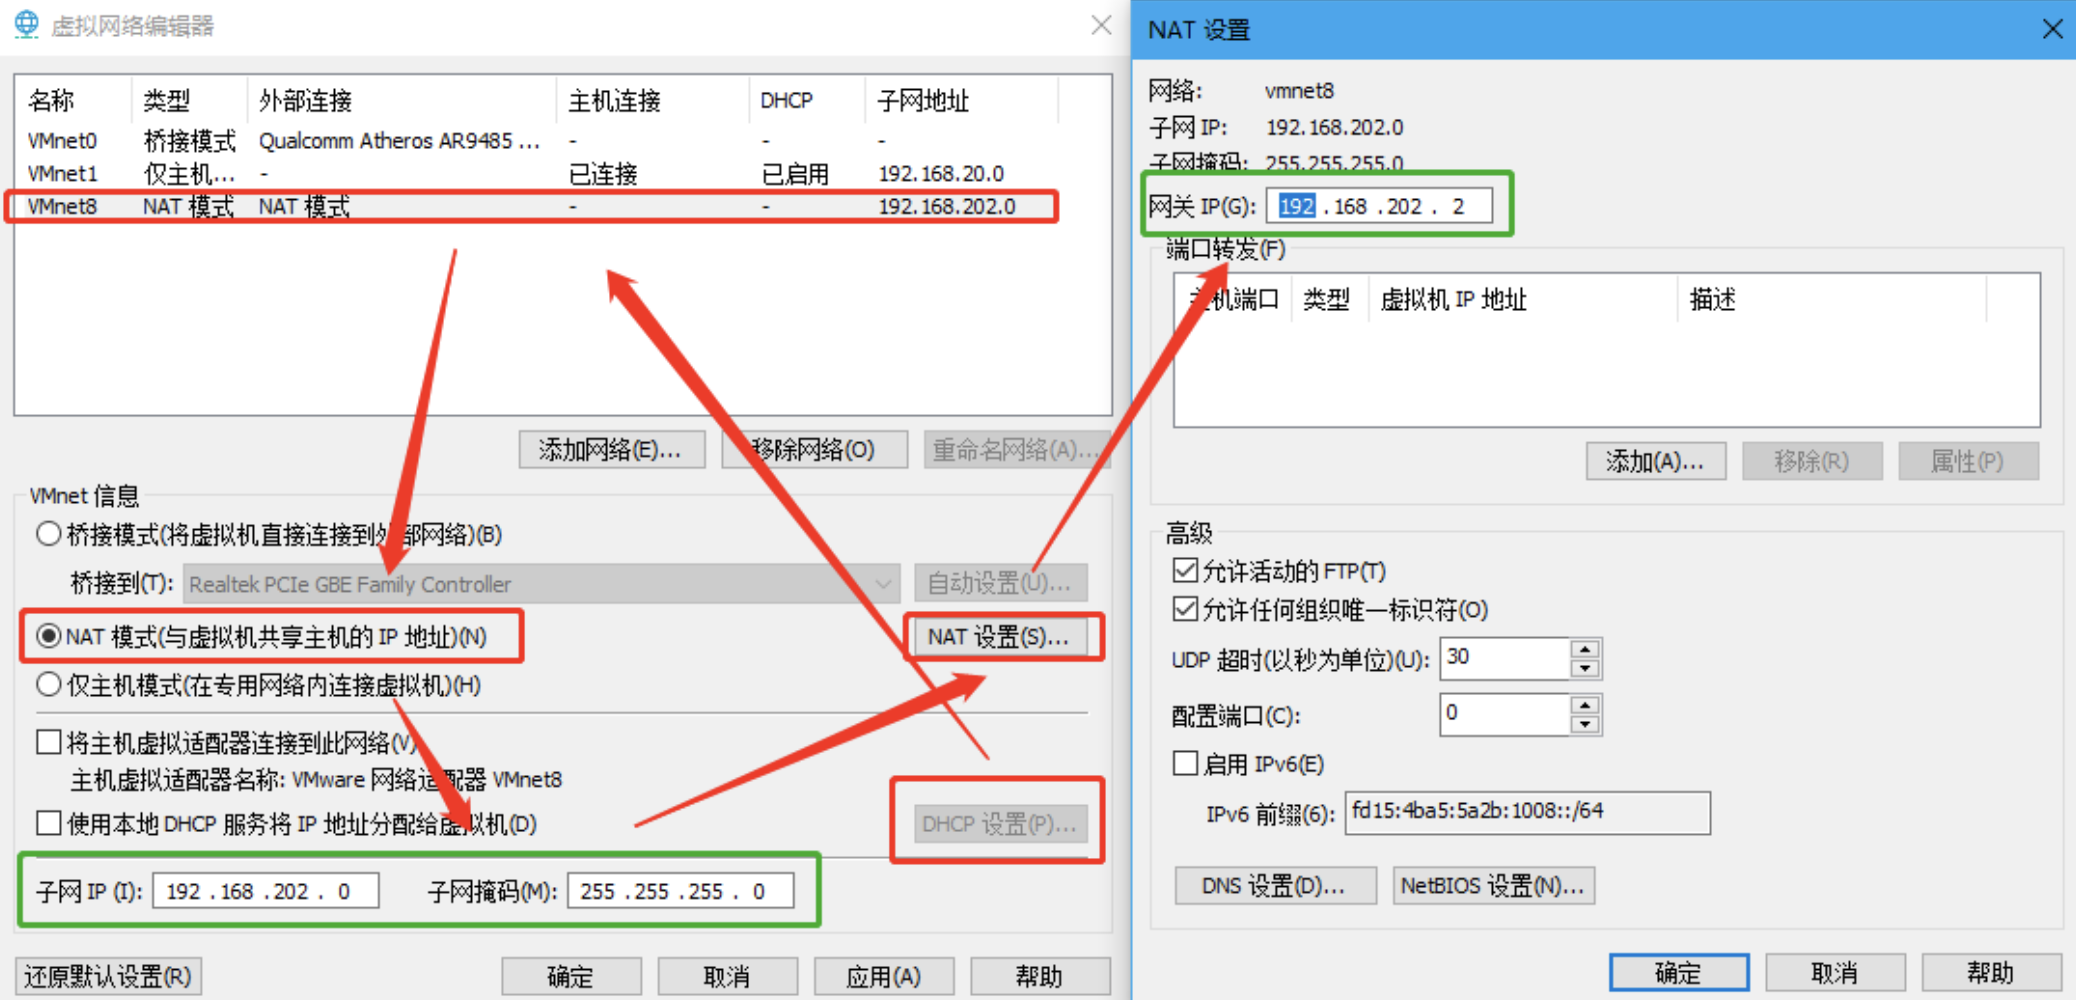 虚拟网络编辑器
名称 类型 外部连接 主机连接 DHCP 子网地址
VMnet0 桥接模式 Qualcomm Atheros AR9485 ... - - -
VMnet1 仅主机... - 已连接 已启用 192.168.20.0
VMnet8 NAT 模式 NAT 模式 - - 192.168.202.0
添加网络(E)... 移除网络(O) 重命名网络(A)...
VMnet 信息
桥接模式(将虚拟机直接连接到外部网络)(B)
桥接到(T): Realtek PCIe GBE Family Controller 自动设置(U)...
NAT 模式(与虚拟机共享主机的 IP 地址)(N) NAT 设置(S)...
仅主机模式(在专用网络内连接虚拟机)(H)
将主机虚拟适配器连接到此网络(V)
主机虚拟适配器名称: VMware 网络适配器 VMnet8
使用本地 DHCP 服务将 IP 地址分配给虚拟机(D) DHCP 设置(P)...
子网 IP (I): 192 .168 .202 . 0 子网掩码(M): 255 .255 .255 . 0
还原默认设置(R) 确定 取消 应用(A) 帮助
NAT 设置
网络: vmnet8
子网 IP: 192.168.202.0
子网掩码: 255.255.255.0
网关 IP(G): 192 .168 .202 . 2
端口转发(F)
主机端口 类型 虚拟机 IP 地址 描述
添加(A)... 移除(R) 属性(P)
高级
允许活动的 FTP(T)
允许任何组织唯一标识符(O)
UDP 超时(以秒为单位)(U): 30
配置端口(C): 0
启用 IPv6(E)
IPv6 前缀(6): fd15:4ba5:5a2b:1008::/64
DNS 设置(D)... NetBIOS 设置(N)...
确定 取消 帮助